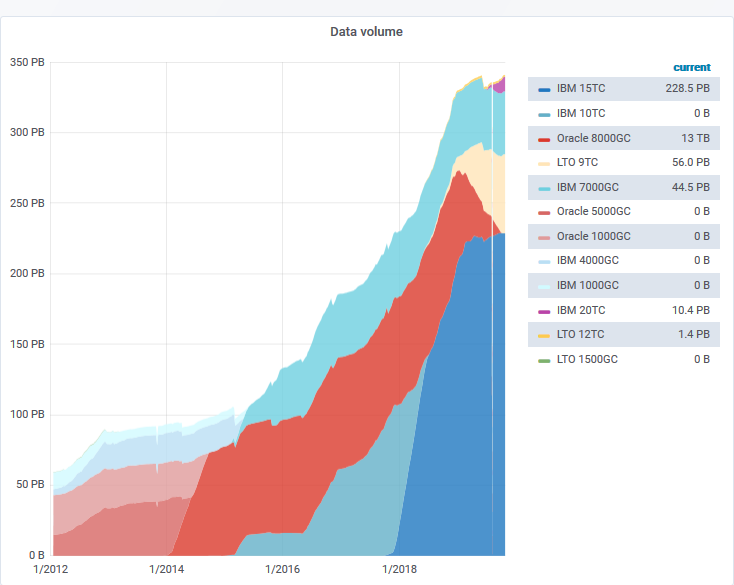 Data volume
350 PB
300 PB
250 PB
200 PB
150 PB
100 PB
50 PB
0 B
1/2012 1/2014 1/2016 1/2018
current
IBM 15TC 228.5 PB
IBM 10TC 0 B
Oracle 8000GC 13 TB
LTO 9TC 56.0 PB
IBM 7000GC 44.5 PB
Oracle 5000GC 0 B
Oracle 1000GC 0 B
IBM 4000GC 0 B
IBM 1000GC 0 B
IBM 20TC 10.4 PB
LTO 12TC 1.4 PB
LTO 1500GC 0 B